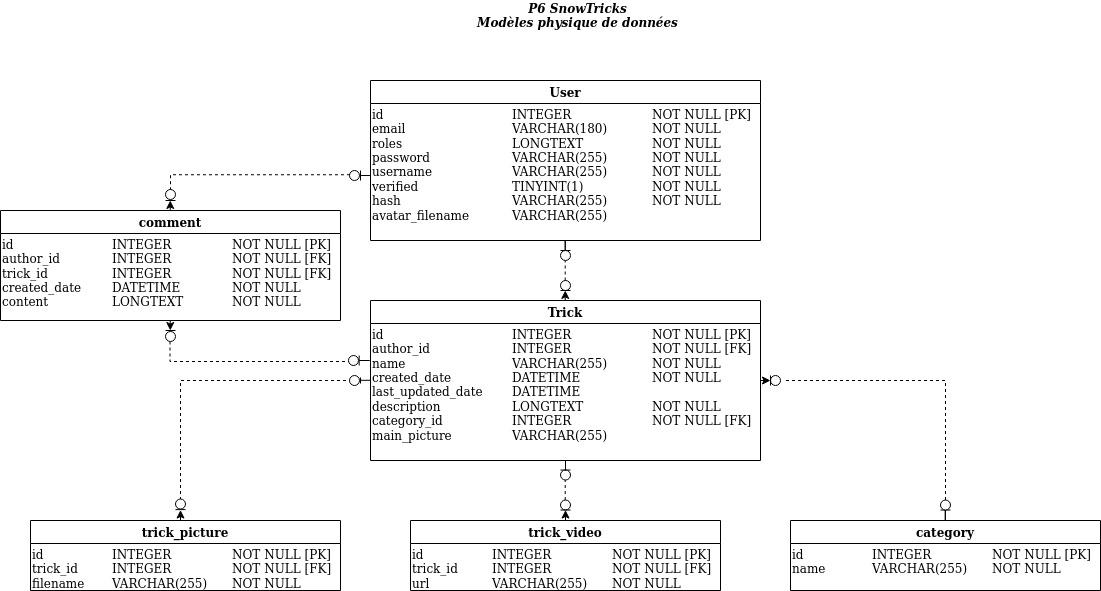 P6 SnowTricks
Modèles physique de données
User
id INTEGER NOT NULL [PK]
email VARCHAR(180) NOT NULL
roles LONGTEXT NOT NULL
password VARCHAR(255) NOT NULL
username VARCHAR(255) NOT NULL
verified TINYINT(1) NOT NULL
hash VARCHAR(255) NOT NULL
avatar_filename VARCHAR(255)
comment
id INTEGER NOT NULL [PK]
author_id INTEGER NOT NULL [FK]
trick_id INTEGER NOT NULL [FK]
created_date DATETIME NOT NULL
content LONGTEXT NOT NULL
Trick
id INTEGER NOT NULL [PK]
author_id INTEGER NOT NULL [FK]
name VARCHAR(255) NOT NULL
created_date DATETIME NOT NULL
last_updated_date DATETIME
description LONGTEXT NOT NULL
category_id INTEGER NOT NULL [FK]
main_picture VARCHAR(255)
trick_picture
id INTEGER NOT NULL [PK]
trick_id INTEGER NOT NULL [FK]
filename VARCHAR(255) NOT NULL
trick_video
id INTEGER NOT NULL [PK]
trick_id INTEGER NOT NULL [FK]
url VARCHAR(255) NOT NULL
category
id INTEGER NOT NULL [PK]
name VARCHAR(255) NOT NULL